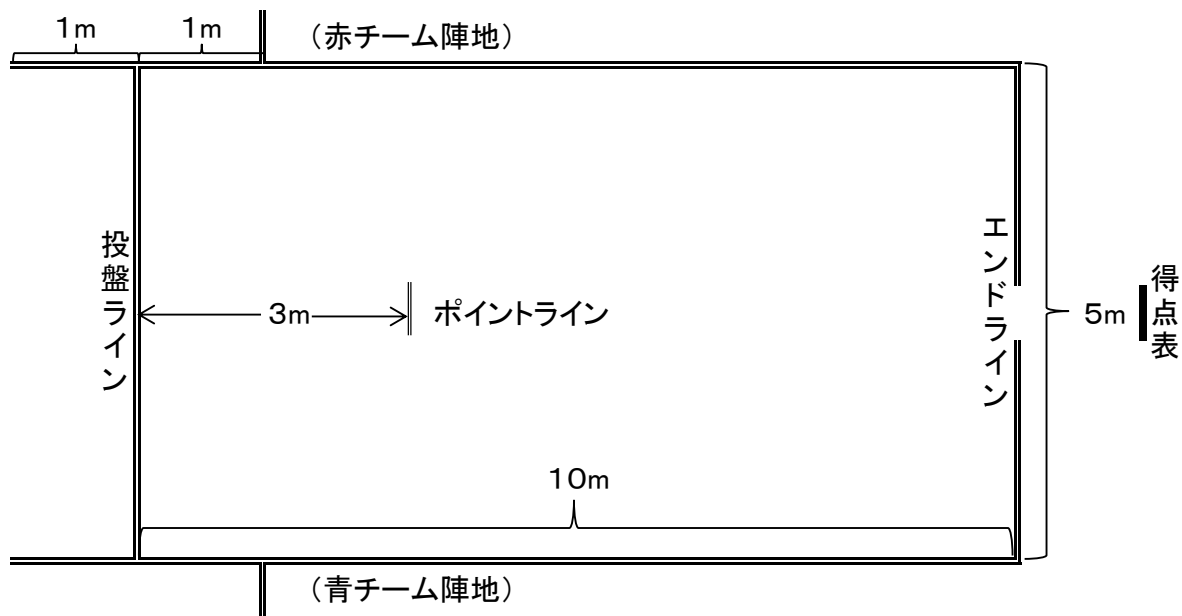 1m
1m
（赤チーム陣地）
投盤ライン
3m
ポイントライン
エンドライン
5m
得点表
10m
（青チーム陣地）